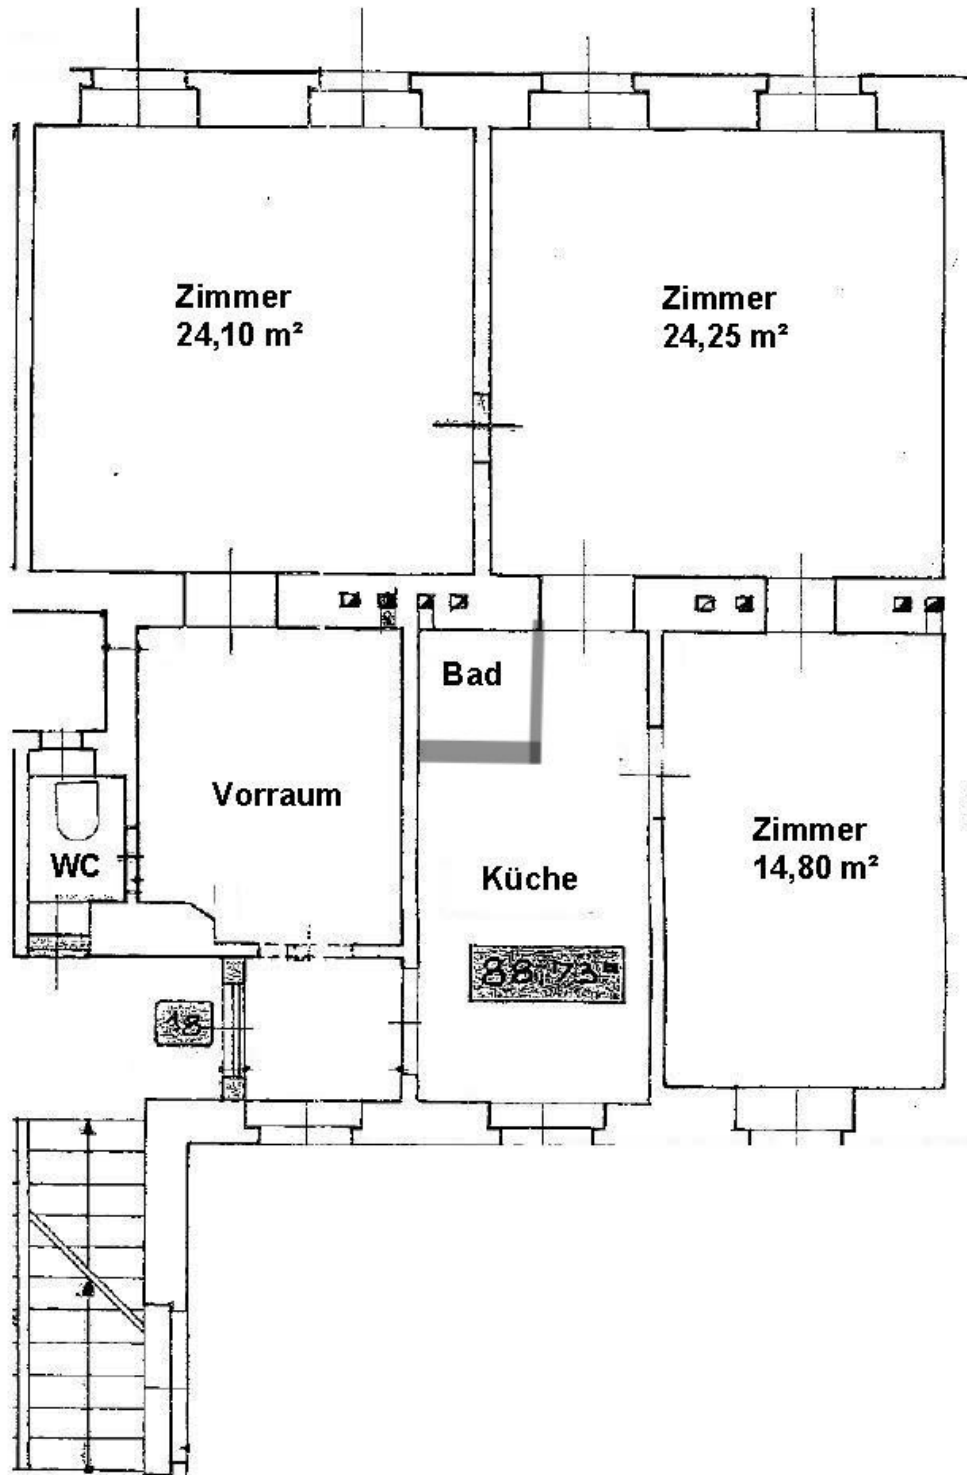 Zimmer
24,10 m²
Zimmer
24,25 m²
Bad
Vorraum
WC
Küche
Zimmer
14,80 m²
88,73 m
18